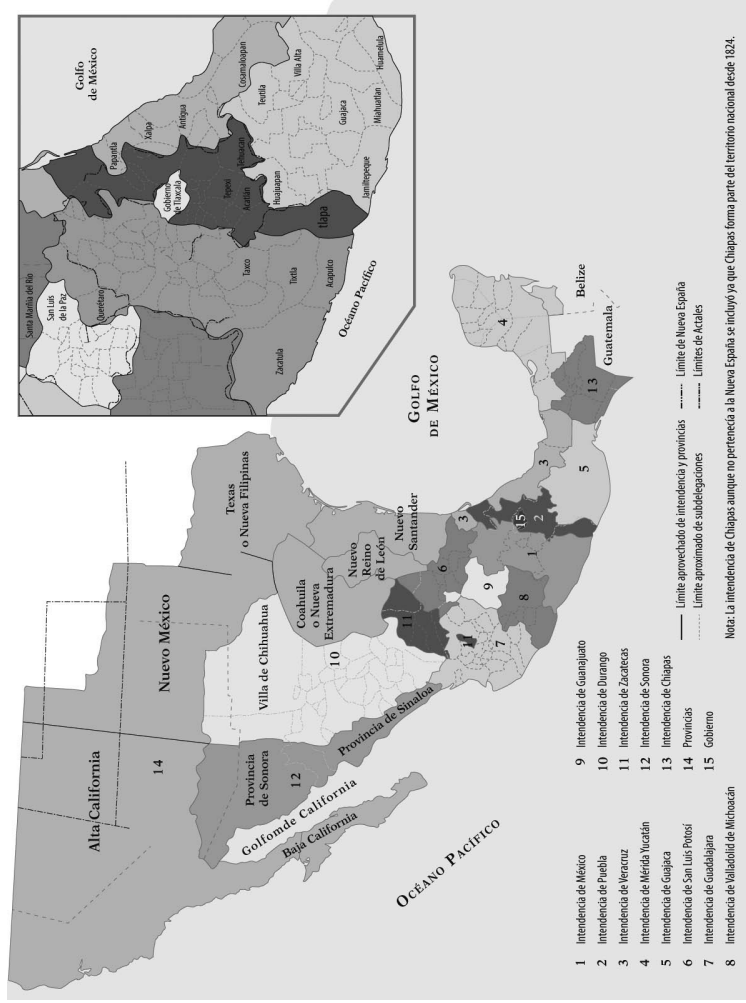 Golfo
de México
Santa Marìia del Río
San Luis
de la Paz
Querétaro
Papantla
Xalpa
Antigua
Cosamaloapan
Gobierno
de Tlaxcala
Tepexi
Acatlán
Tehuacan
Teutila
Villa Alta
Huajuapan
Guajaca
Miahuatlan
Huamelula
Jamiltepeque
tlapa
Taxco
Tixtla
Acapulco
Zacatula
Océano Pacífico
Alta California
14
Nuevo México
Texas
o Nueva Filipinas
Villa de Chihuahua
Coahuila
o Nueva
Extremadura
Nuevo
Reino
de León
Nuevo
Santander
10
Provincia
de Sonora
12
Provincia de Sinaloa
Golfomde California
Baja California
OCÉANO PACÍFICO
GOLFO
DE MÉXICO
11
11
6
3
9
7
8
1
15
2
3
5
4
13
Belize
Guatemala
1 Intendencia de México
2 Intendencia de Puebla
3 Intendencia de Veracruz
4 Intendencia de Mérida Yucatán
5 Intendencia de Guajaca
6 Intendencia de San Luis Potosí
7 Intendencia de Guadalajara
8 Intendencia de Valladolid de Michoacán
9 Intendencia de Guanajuato
10 Intendencia de Durango
11 Intendencia de Zacatecas
12 Intendencia de Sonora
13 Intendencia de Chiapas
14 Provincias
15 Gobierno
Límite aprovechado de intendencia y provincias
Límite aproximado de subdelegaciones
Límite de Nueva España
Límites de Actales
Nota: La intendencia de Chiapas aunque no pertenecía a la Nueva España se incluyó ya que Chiapas forma parte del territorio nacional desde 1824.